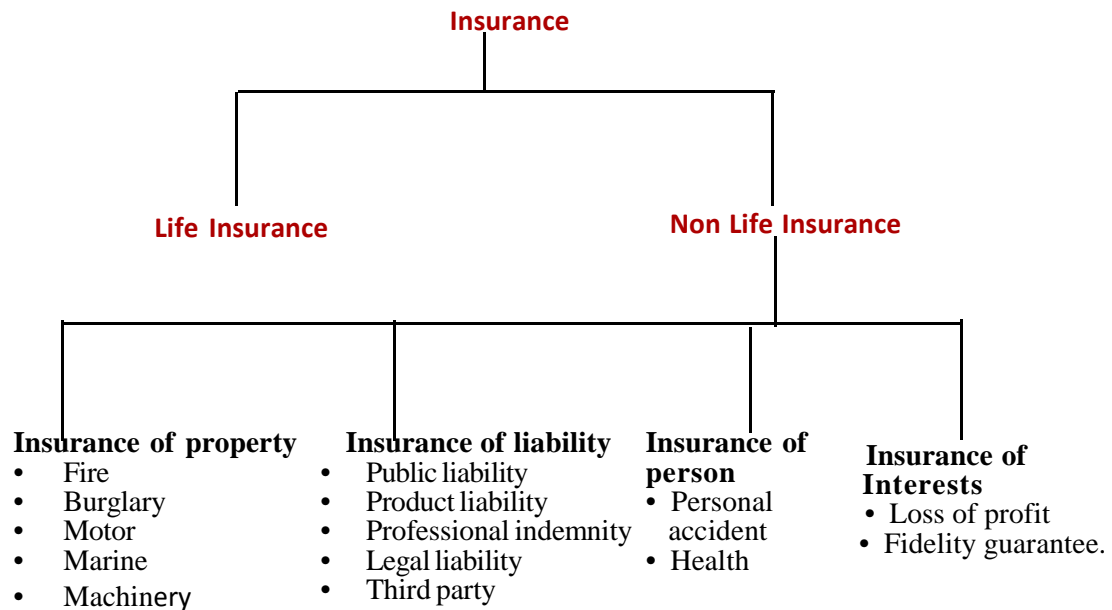 Insurance
Life Insurance
Non Life Insurance
Insurance of property
• Fire
• Burglary
• Motor
• Marine
• Machinery
Insurance of liability
• Public liability
• Product liability
• Professional indemnity
• Legal liability
• Third party
Insurance of
person
• Personal
accident
• Health
Insurance of
Interests
• Loss of profit
• Fidelity guarantee.